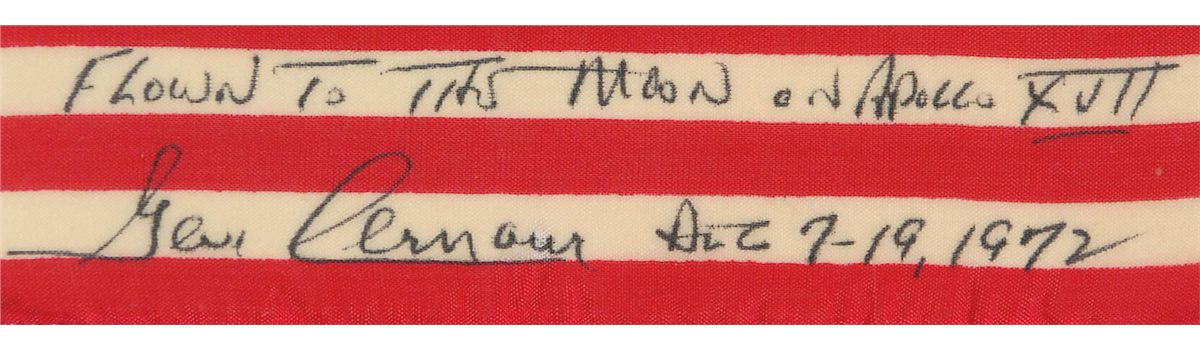 FLOWN TO THE MOON ON APOLLO XVII
Gene Cernan DEC 7-19, 1972